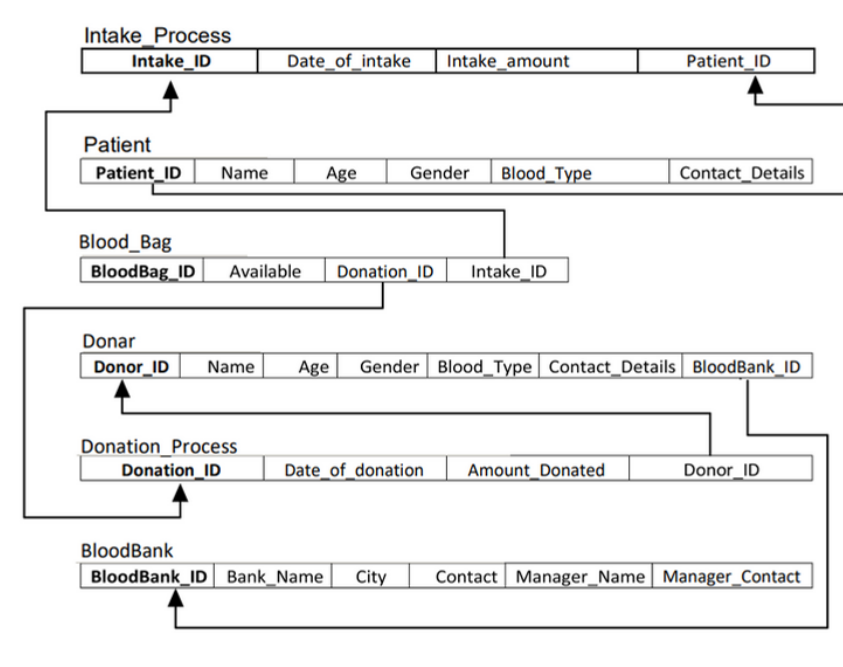 Intake_Process
Intake_ID Date_of_intake Intake_amount Patient_ID
Patient
Patient_ID Name Age Gender Blood_Type Contact_Details
Blood_Bag
BloodBag_ID Available Donation_ID Intake_ID
Donar
Donor_ID Name Age Gender Blood_Type Contact_Details BloodBank_ID
Donation_Process
Donation_ID Date_of_donation Amount_Donated Donor_ID
BloodBank
BloodBank_ID Bank_Name City Contact Manager_Name Manager_Contact